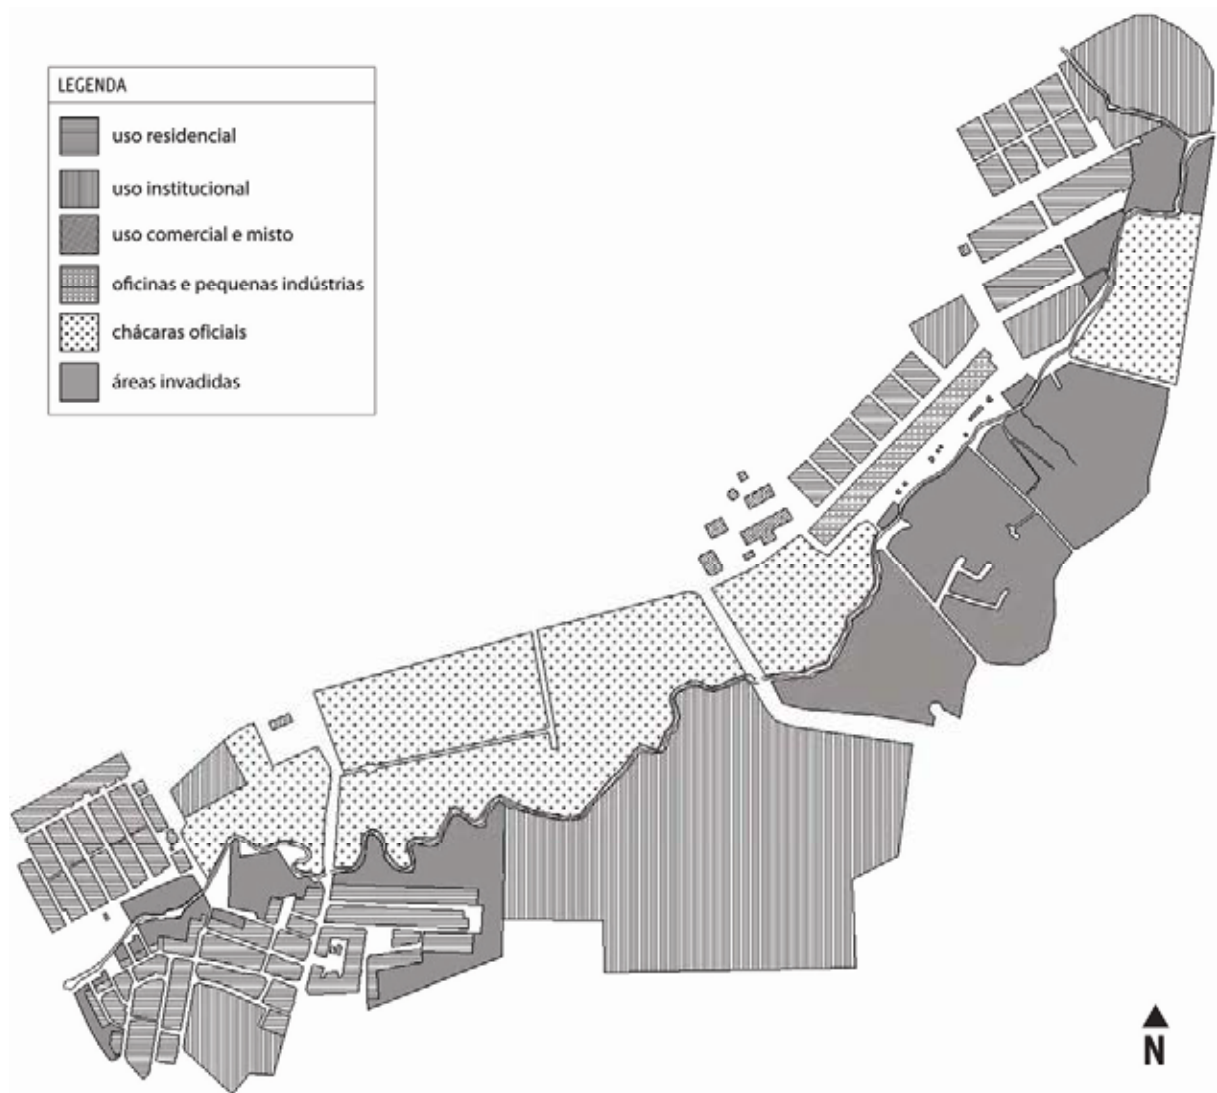 LEGENDA
uso residencial
uso institucional
uso comercial e misto
oficinas e pequenas indústrias
chácaras oficiais
áreas invadidas
N